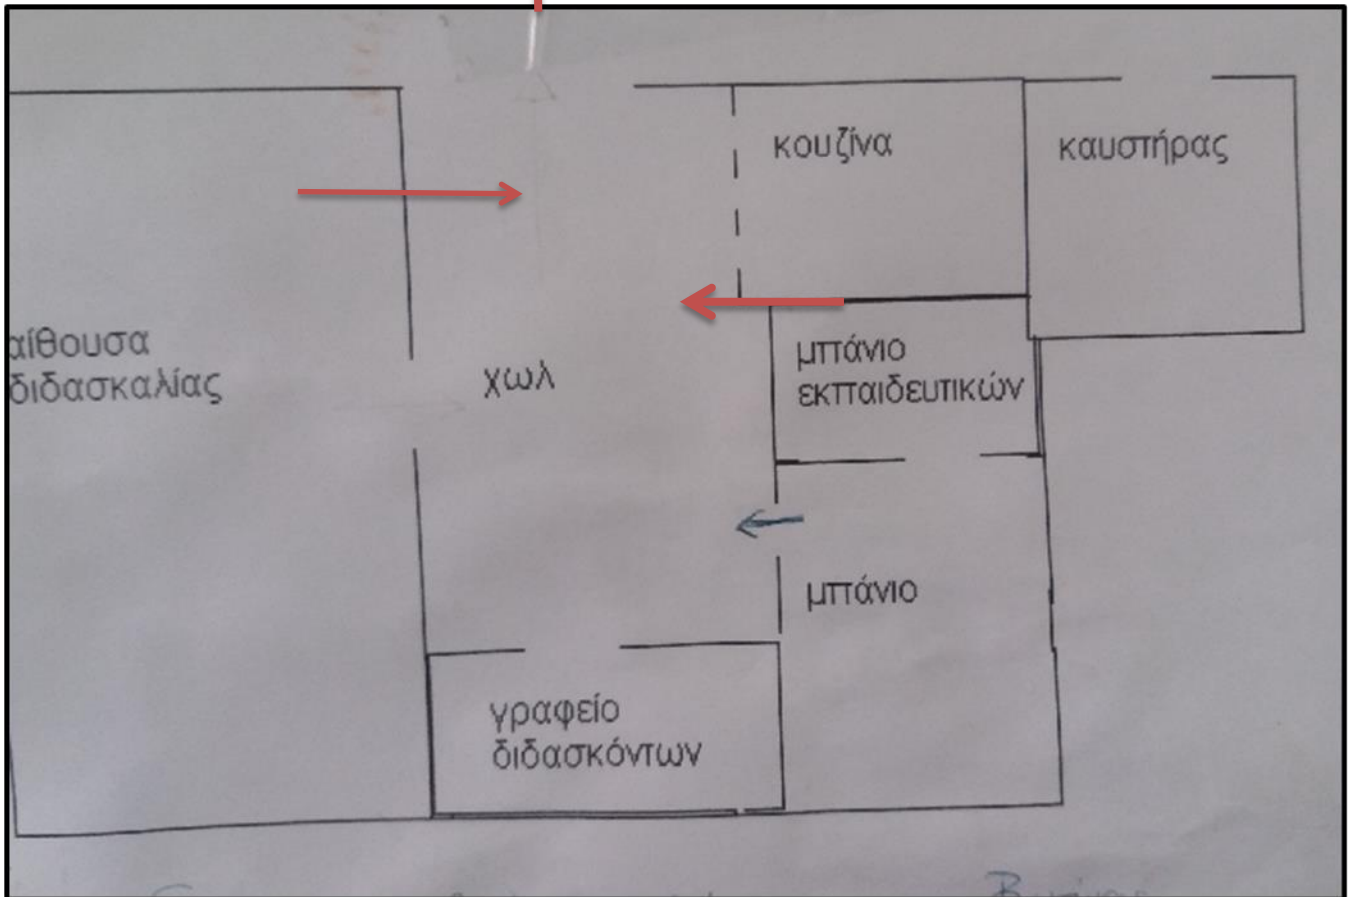 κουζίνα
καυστήρας
αίθουσα
διδασκαλίας
χωλ
μπάνιο
εκπαιδευτικών
μπάνιο
γραφείο
διδασκόντων